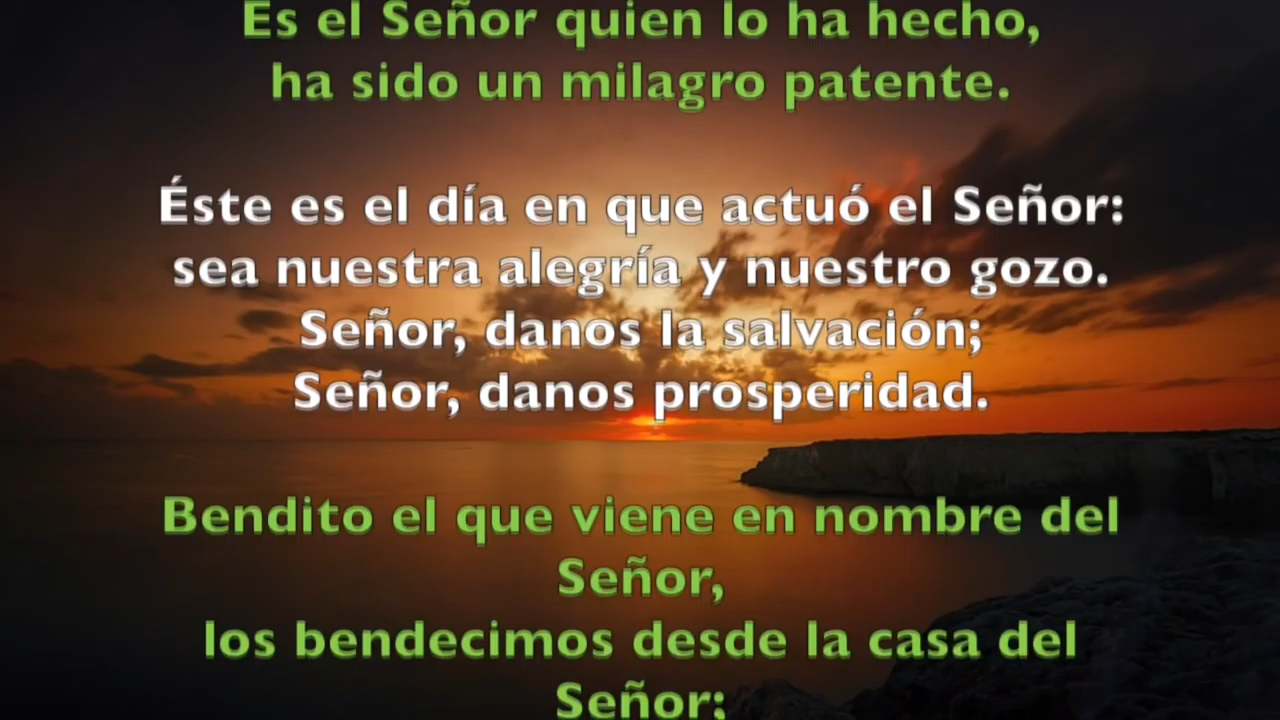 Es el Señor quien lo ha hecho,
ha sido un milagro patente.
Éste es el día en que actuó el Señor:
sea nuestra alegría y nuestro gozo.
Señor, danos la salvación;
Señor, danos prosperidad.
Bendito el que viene en nombre del
Señor,
los bendecimos desde la casa del
Señor;